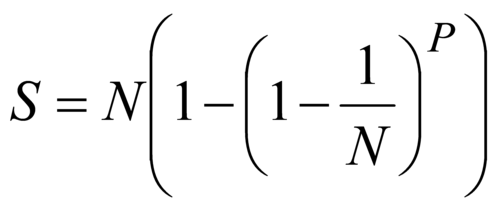 S = N(1 − (1 − 1/N)^P)